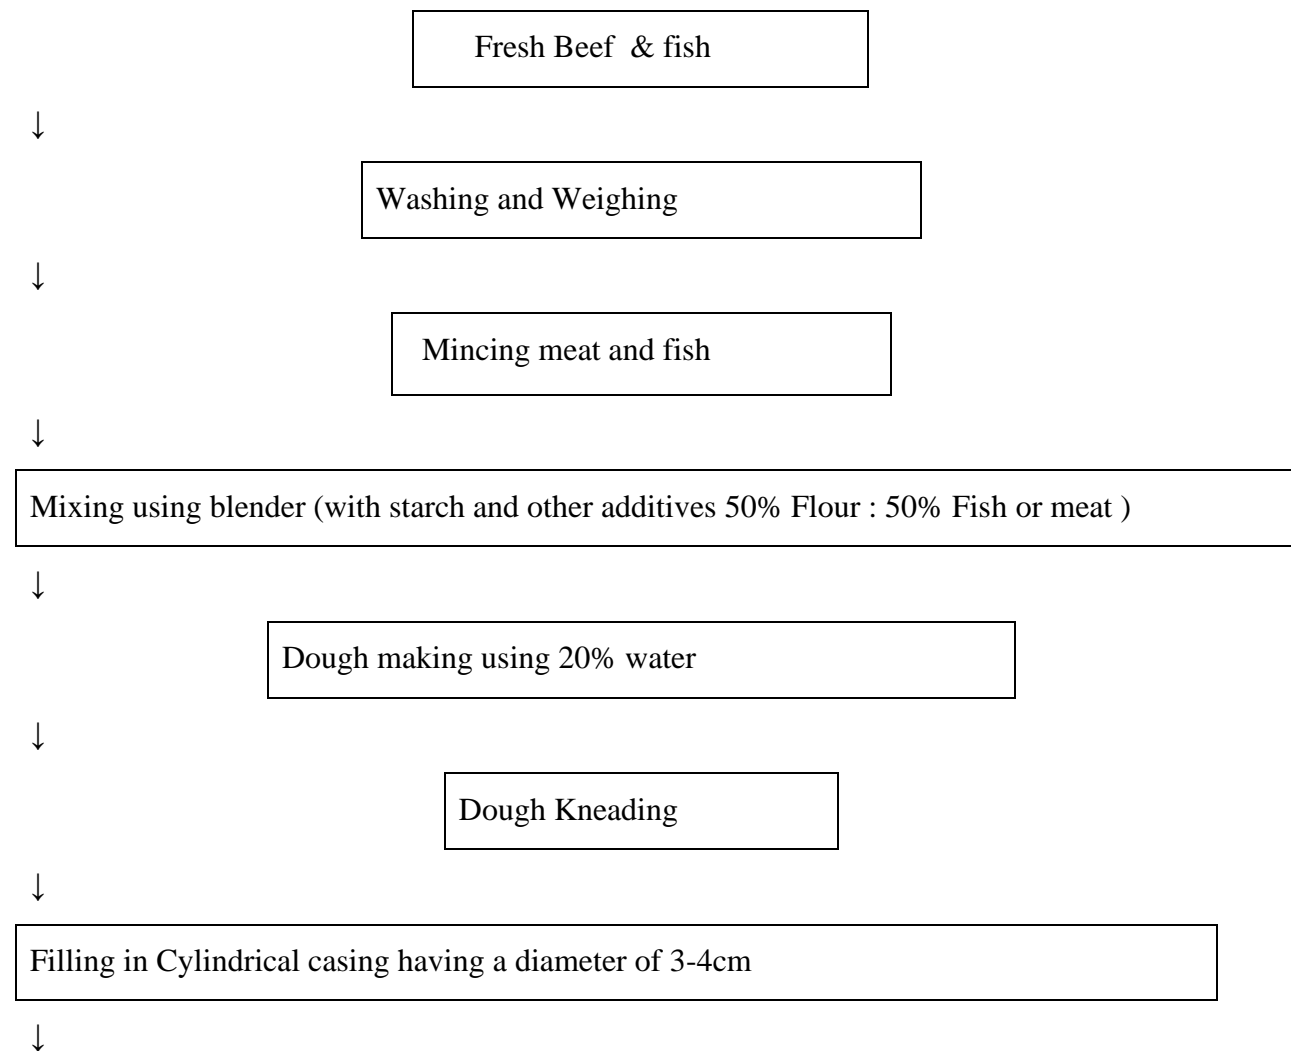 Fresh Beef & fish
↓
Washing and Weighing
↓
Mincing meat and fish
↓
Mixing using blender (with starch and other additives 50% Flour : 50% Fish or meat )
↓
Dough making using 20% water
↓
Dough Kneading
↓
Filling in Cylindrical casing having a diameter of 3-4cm
↓